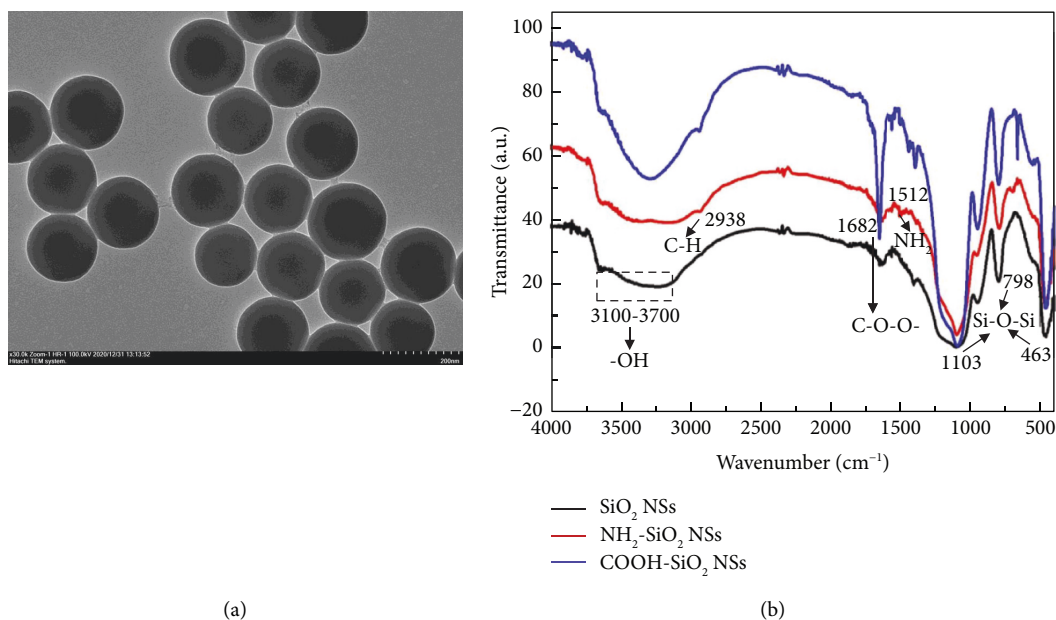 x30.0k Zoom-1 HR-1 100.0kV 2020/12/31 13:13:52
Hitachi TEM system.
200nm
(a)
Transmittance (a.u.)
100
80
60
40
20
0
−20
4000
3500
3000
2500
2000
1500
1000
500
Wavenumber (cm⁻¹)
2938
C-H
1682
1512
NH₂
3100-3700
-OH
C-O-O-
798
Si-O-Si
1103
463
SiO₂ NSs
NH₂-SiO₂ NSs
COOH-SiO₂ NSs
(b)